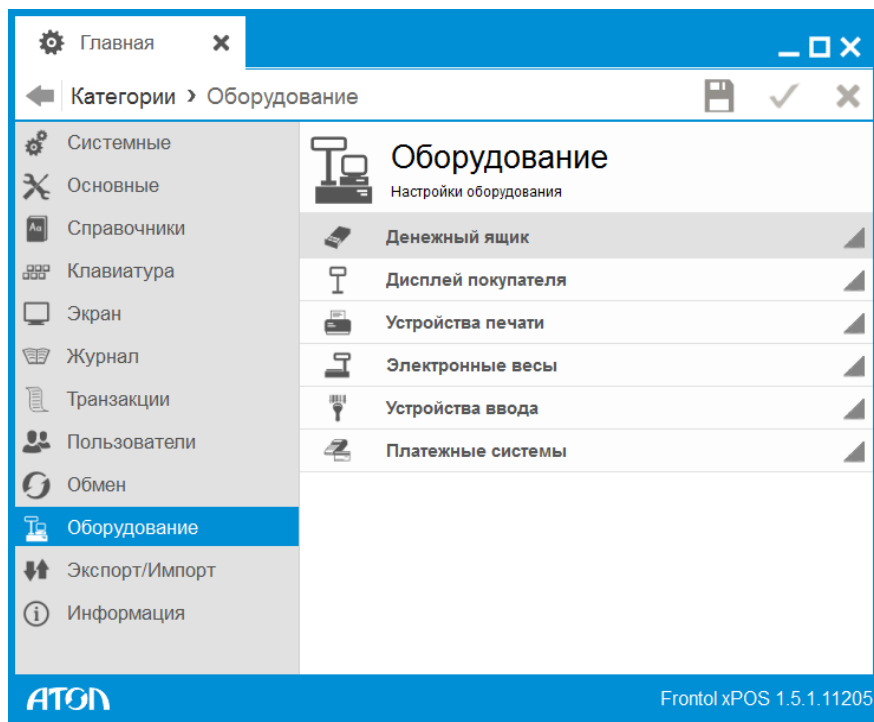 Главная
Категории › Оборудование
Системные
Основные
Аа Справочники
Клавиатура
Экран
Журнал
Транзакции
Пользователи
Обмен
Оборудование
Экспорт/Импорт
Информация
Оборудование
Настройки оборудования
Денежный ящик
Дисплей покупателя
Устройства печати
Электронные весы
Устройства ввода
Платежные системы
АТОЛ
Frontol xPOS 1.5.1.11205